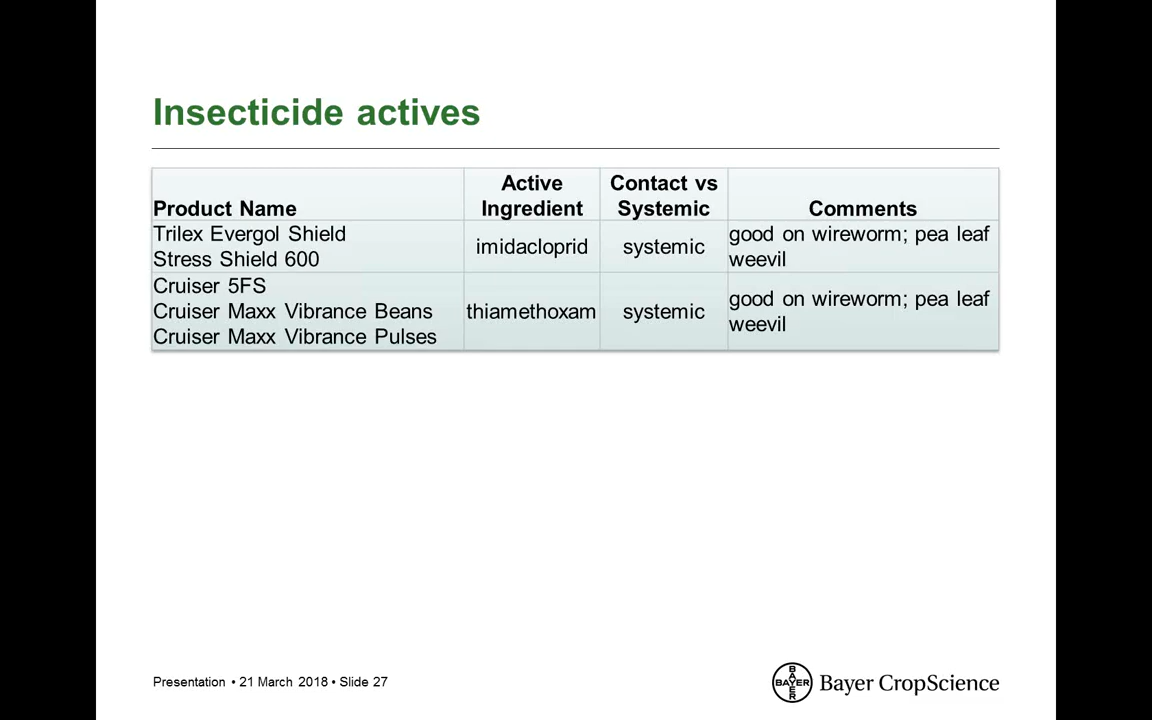 Insecticide actives
Product Name
Active
Ingredient
Contact vs
Systemic
Comments
Trilex Evergol Shield
Stress Shield 600
imidacloprid
systemic
good on wireworm; pea leaf
weevil
Cruiser 5FS
Cruiser Maxx Vibrance Beans
Cruiser Maxx Vibrance Pulses
thiamethoxam
systemic
good on wireworm; pea leaf
weevil
Presentation • 21 March 2018 • Slide 27
BAYER
BAYER
Bayer CropScience